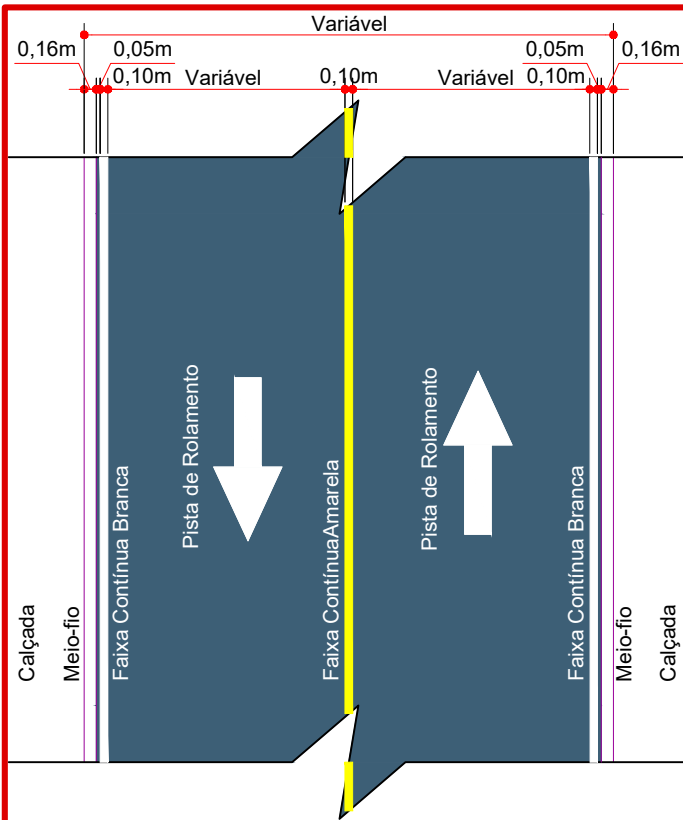 Variável
0,16m 0,05m 0,05m 0,16m
0,10m Variável 0,10m Variável 0,10m
Calçada
Meio-fio
Faixa Contínua Branca
Pista de Rolamento
Faixa ContínuaAmarela
Pista de Rolamento
Faixa Contínua Branca
Meio-fio
Calçada